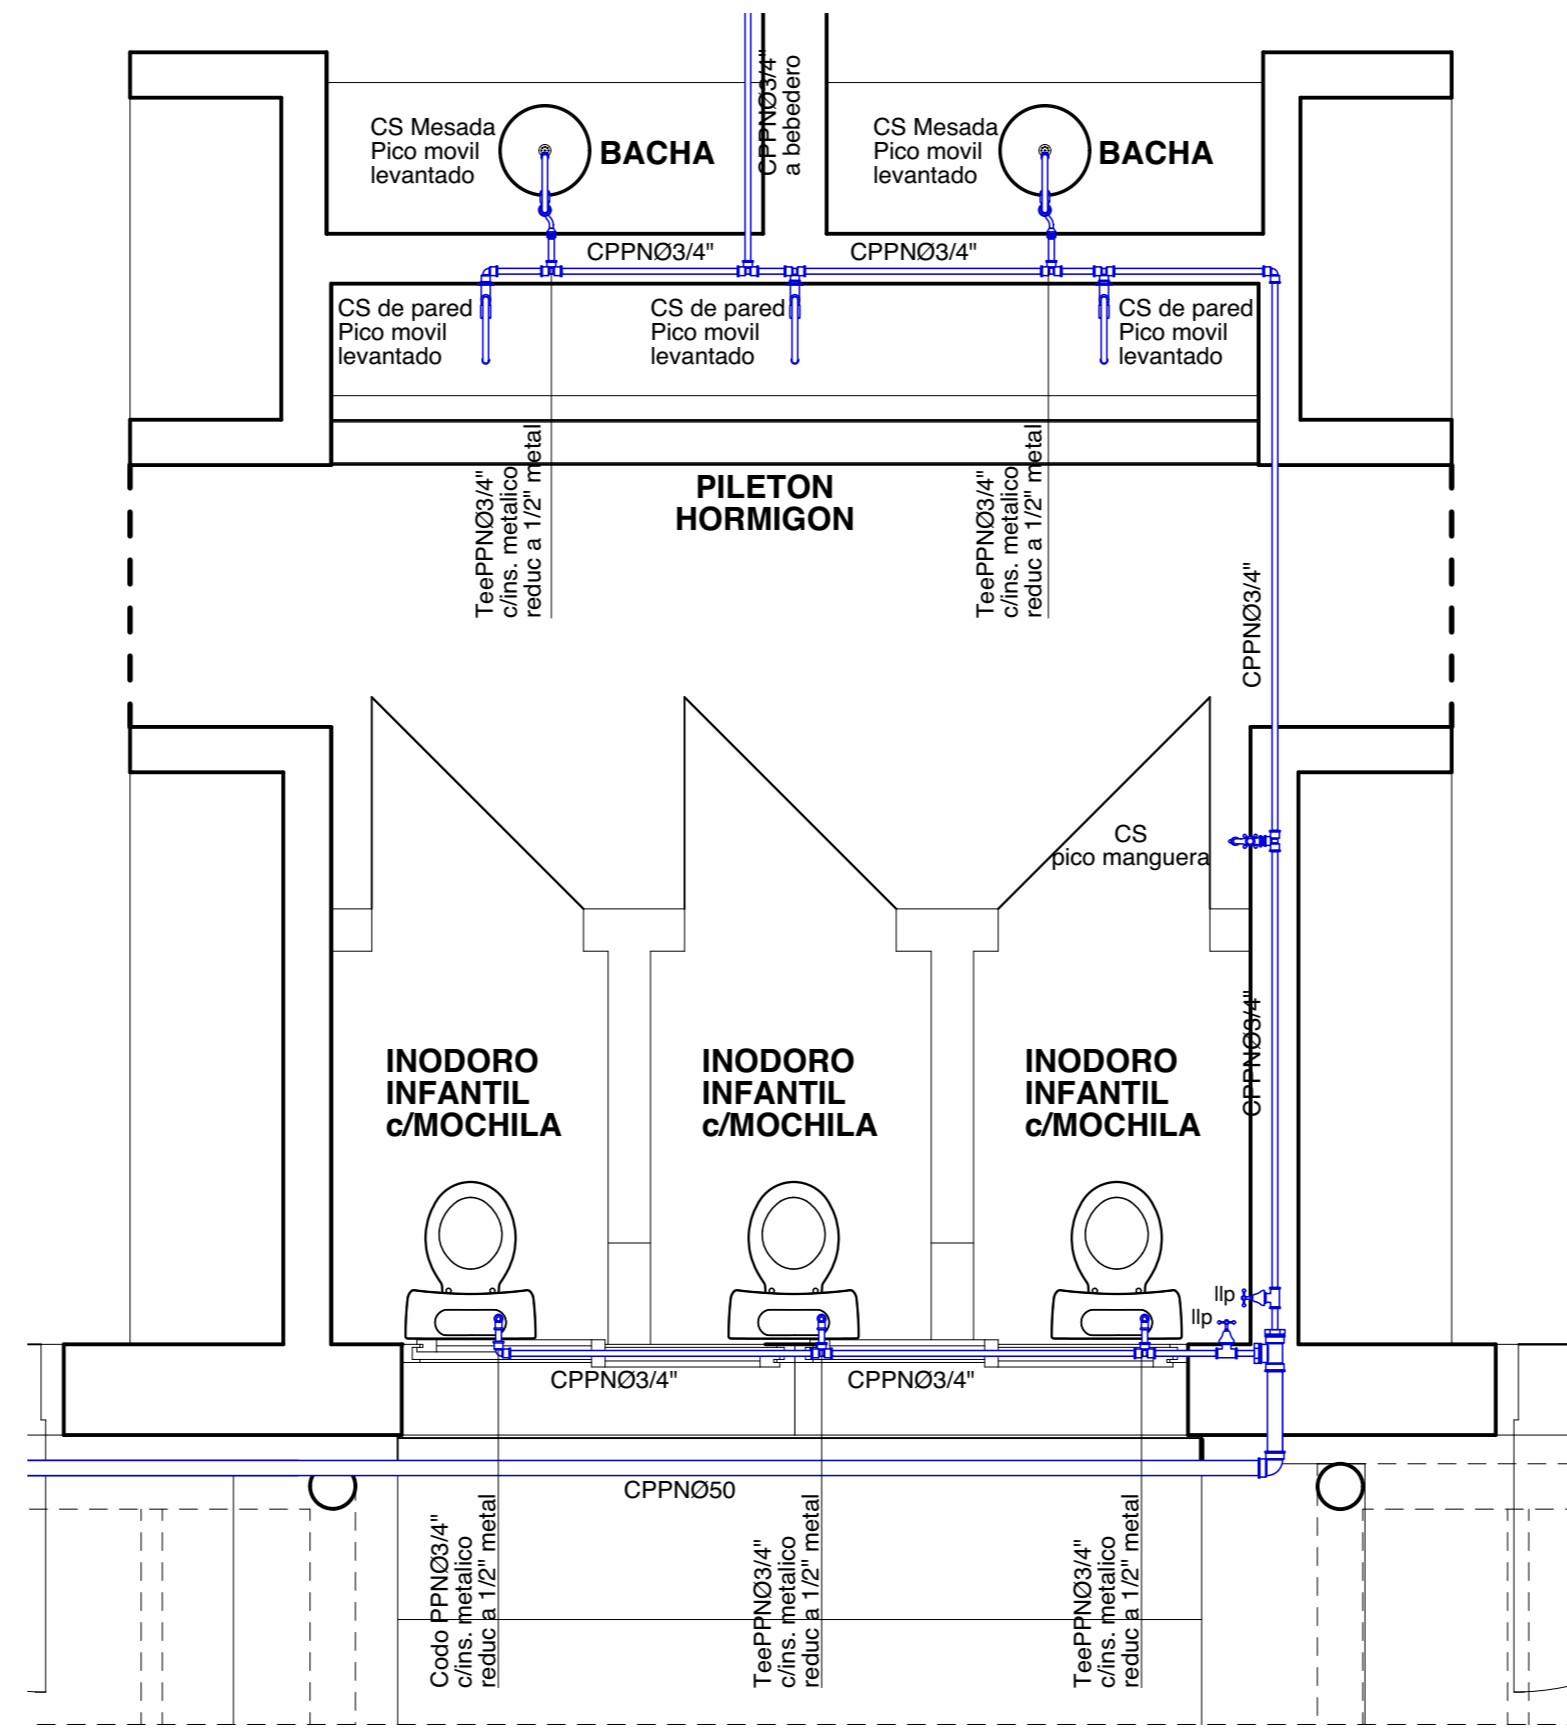 CS Mesada
Pico movil
levantado
BACHA
CPPNØ3/4"
a bebedero
CS Mesada
Pico movil
levantado
BACHA
CPPNØ3/4"
CPPNØ3/4"
CS de pared
Pico movil
levantado
CS de pared
Pico movil
levantado
CS de pared
Pico movil
levantado
TeePPNØ3/4"
c/ins. metalico
reduc a 1/2" metal
PILETON
HORMIGON
TeePPNØ3/4"
c/ins. metalico
reduc a 1/2" metal
CPPNØ3/4"
CS
pico manguera
CPPNØ3/4"
INODORO
INFANTIL
c/MOCHILA
INODORO
INFANTIL
c/MOCHILA
INODORO
INFANTIL
c/MOCHILA
llp
llp
CPPNØ3/4"
CPPNØ3/4"
CPPNØ50
Codo PPNØ3/4"
c/ins. metalico
reduc a 1/2" metal
TeePPNØ3/4"
c/ins. metalico
reduc a 1/2" metal
TeePPNØ3/4"
c/ins. metalico
reduc a 1/2" metal